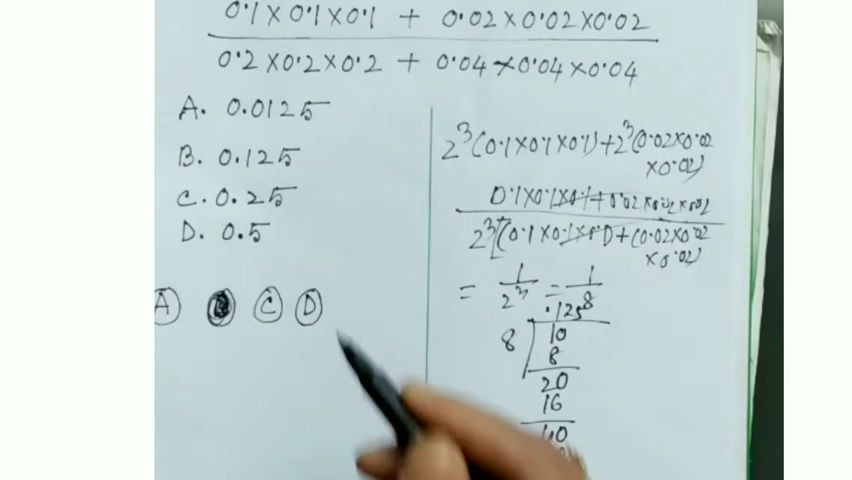 0.1 × 0.1 × 0.1 + 0.02 × 0.02 × 0.02
0.2 × 0.2 × 0.2 + 0.04 × 0.04 × 0.04
A. 0.0125
B. 0.125
C. 0.25
D. 0.5
A B C D
2³(0.1×0.1×0.1)+2³(0.02×0.02
×0.02)
0.1×0.1×0.1+0.02×0.02×0.02
2³[(0.1×0.1×0.1)+(0.02×0.02
×0.02)
= 1/2³ = 1/8
.125
8 10
8
20
16
40